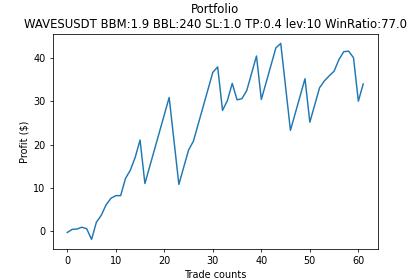 Portfolio
WAVESUSDT BBM:1.9 BBL:240 SL:1.0 TP:0.4 lev:10 WinRatio:77.0
Profit ($)
40
30
20
10
0
0 10 20 30 40 50 60
Trade counts